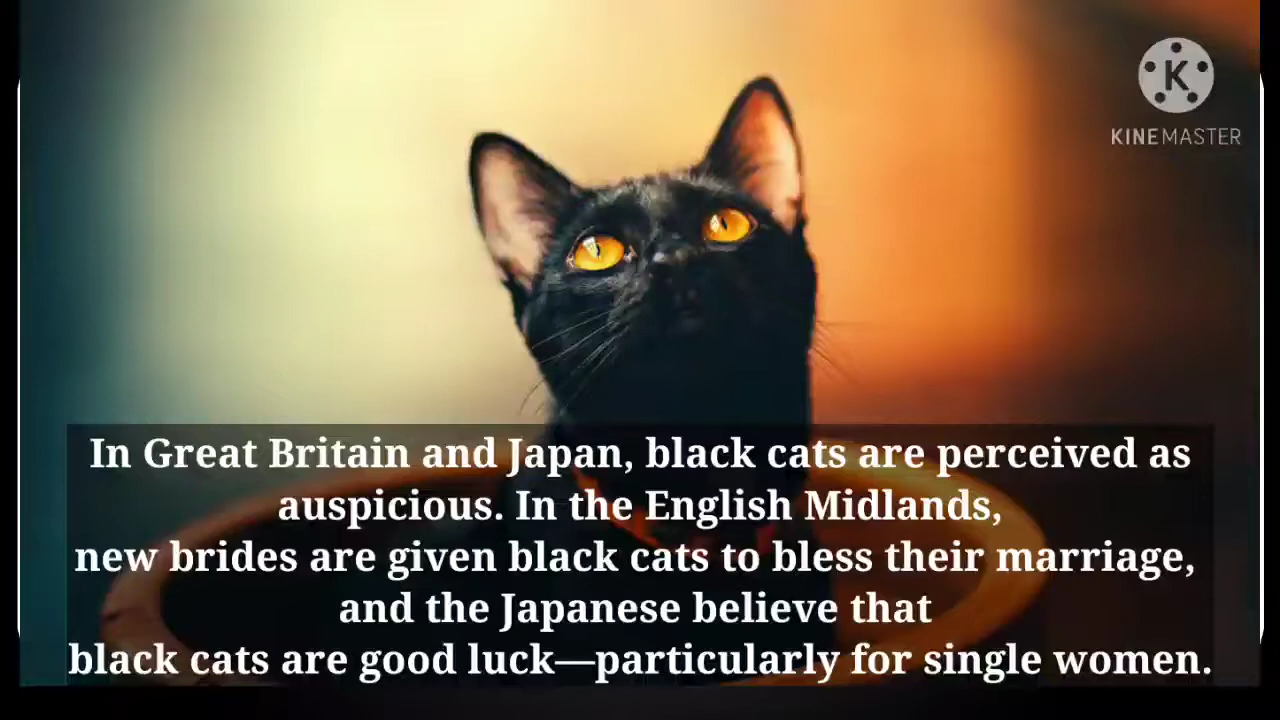 K
KINEMASTER
In Great Britain and Japan, black cats are perceived as
auspicious. In the English Midlands,
new brides are given black cats to bless their marriage,
and the Japanese believe that
black cats are good luck—particularly for single women.